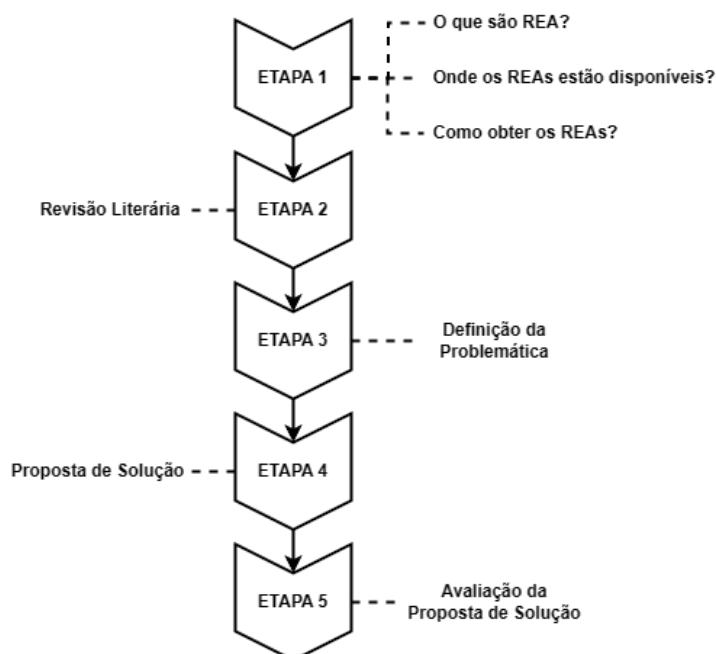 O que são REA?
ETAPA 1
Onde os REAs estão disponíveis?
Como obter os REAs?
Revisão Literária
ETAPA 2
ETAPA 3
Definição da
Problemática
Proposta de Solução
ETAPA 4
ETAPA 5
Avaliação da
Proposta de Solução